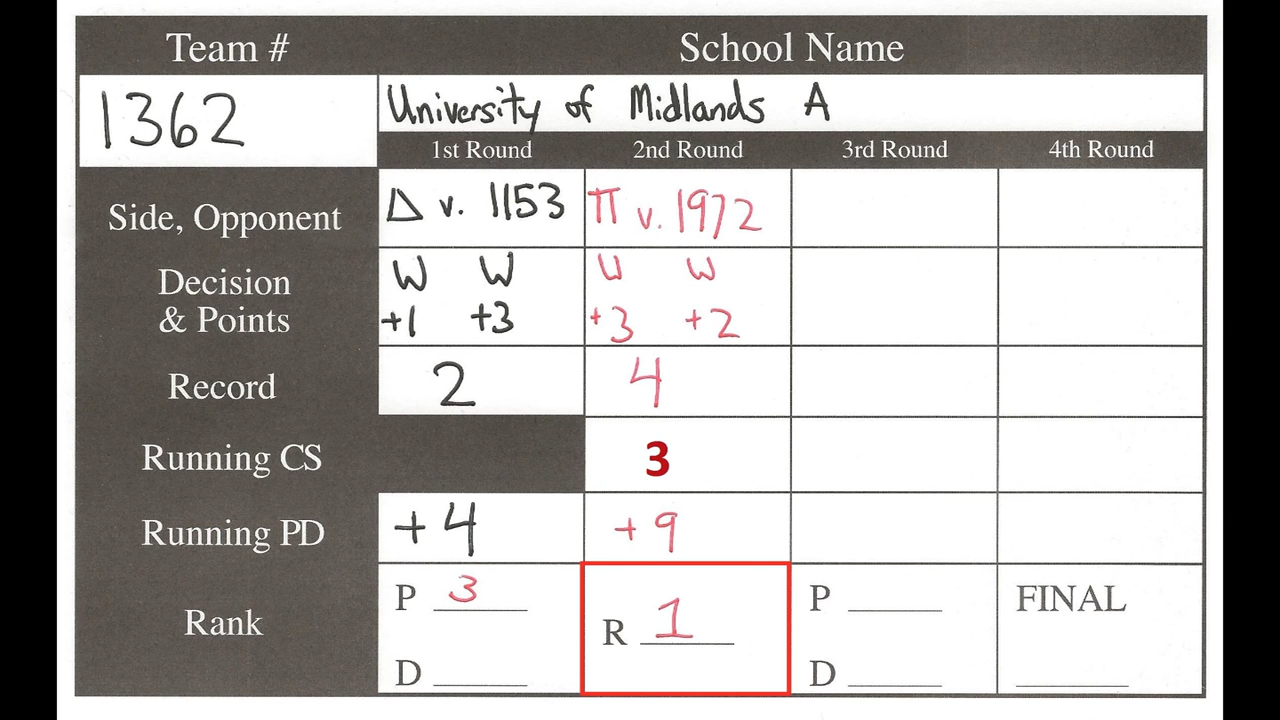 Team # School Name
1362 University of Midlands A
1st Round 2nd Round 3rd Round 4th Round
Side, Opponent Δ v. 1153 π v. 1972
Decision W W W
& Points +1 +3 +3 +2
Record 2 4
Running CS 3
Running PD +4 +9
Rank P 3 R 1 P FINAL
D D